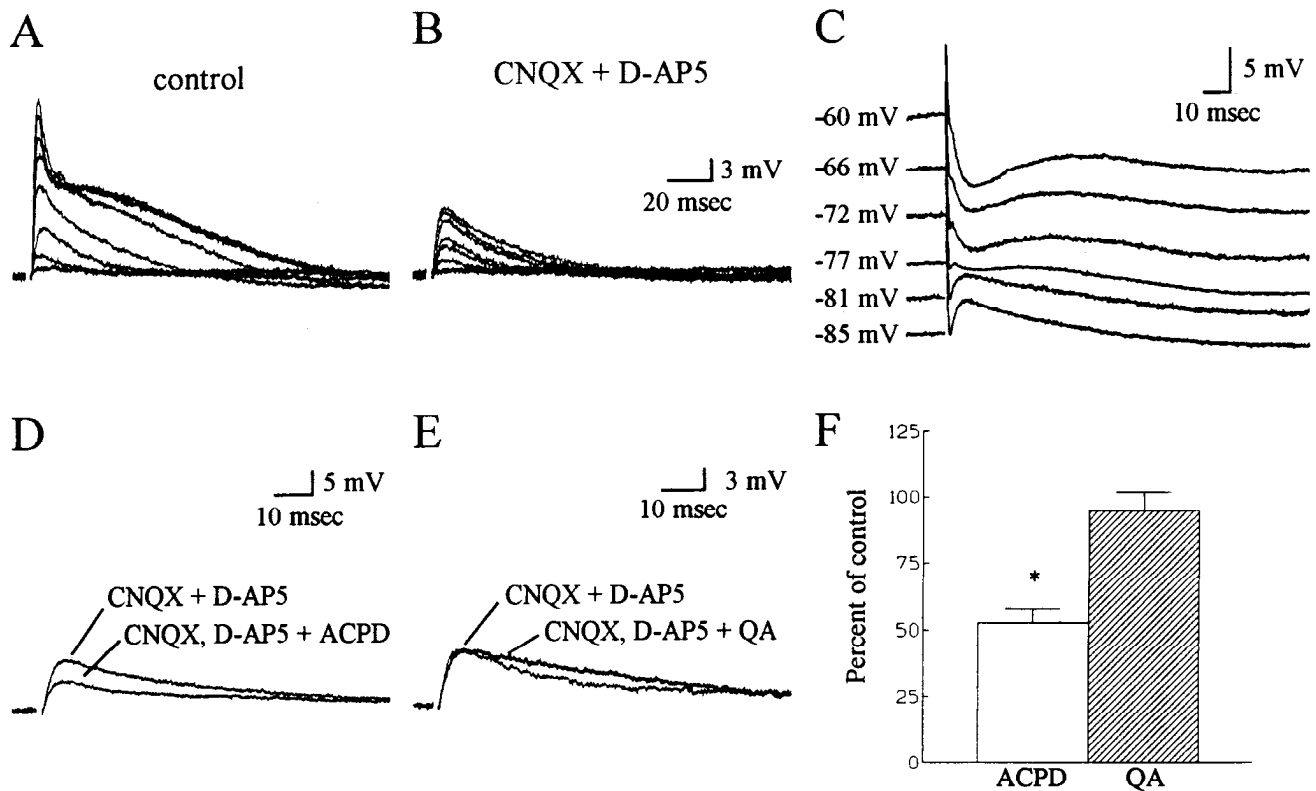 A
control
B
CNQX + D-AP5
3 mV
20 msec
C
5 mV
10 msec
-60 mV
-66 mV
-72 mV
-77 mV
-81 mV
-85 mV
D
5 mV
10 msec
CNQX + D-AP5
CNQX, D-AP5 + ACPD
E
3 mV
10 msec
CNQX + D-AP5
CNQX, D-AP5 + QA
F
Percent of control
125
100
75
50
25
0
*
ACPD
QA